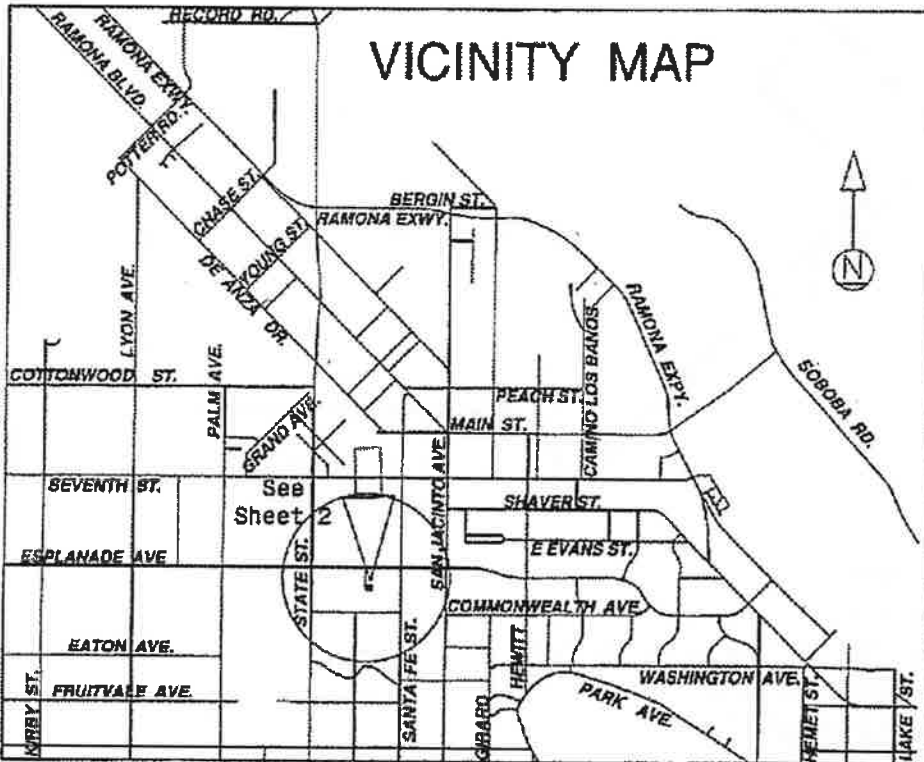 RECORD RD.
VICINITY MAP
RAMONA EXWY.
RAMONA BLVD.
POTTER RD.
CHASE ST.
BERGIN ST.
RAMONA EXWY.
YOUNG ST.
N
LYON AVE.
DE ANZA DR.
RAMONA EXPY.
CAMINO LOS BANOS
SOBOBA RD.
COTTONWOOD ST.
PALM AVE.
PEACH ST.
GRAND AVE.
MAIN ST.
SEVENTH ST.
See
Sheet 2
SAN JACINTO AVE.
SHAVER ST.
STATE ST.
E EVANS ST.
ESPLANADE AVE
COMMONWEALTH AVE.
EATON AVE.
SANTA FE ST.
HEWITT
WASHINGTON AVE.
FRUITVALE AVE.
PARK AVE.
KIRBY ST.
GIRARD
HEMET ST.
LAKE ST.